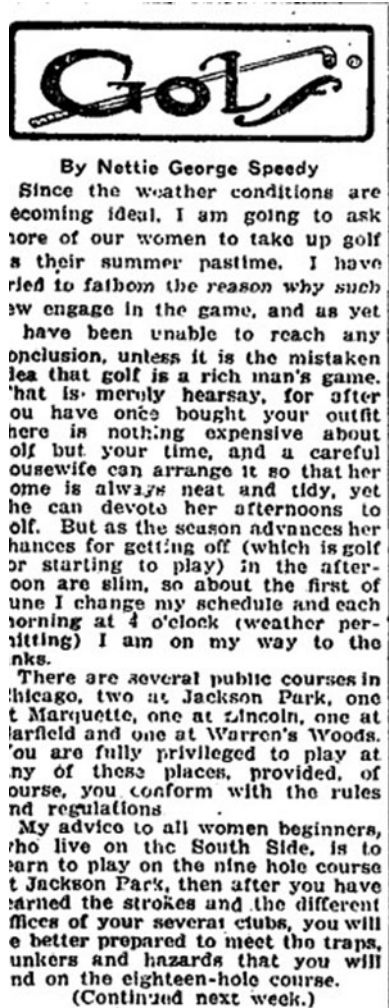 Golf
By Nettie George Speedy
Since the weather conditions are
ecoming ideal, I am going to ask
ore of our women to take up golf
s their summer pastime. I have
ried to fathom the reason why such
ew engage in the game, and as yet
have been unable to reach any
onclusion, unless it is the mistaken
dea that golf is a rich man's game.
hat is merely hearsay, for after
ou have once bought your outfit
here is nothing expensive about
olf but your time, and a careful
ousewife can arrange it so that her
ome is always neat and tidy, yet
he can devote her afternoons to
olf. But as the season advances her
hances for getting off (which is golf
or starting to play) in the after-
oon are slim, so about the first of
une I change my schedule and each
orning at 4 o'clock (weather per-
itting) I am on my way to the
nks.
There are several public courses in
hicago, two at Jackson Park, one
t Marquette, one at Lincoln, one at
arfield and one at Warren's Woods.
ou are fully privileged to play at
ny of these places, provided, of
ourse, you conform with the rules
nd regulations
My advice to all women beginners,
ho live on the South Side, is to
earn to play on the nine hole course
t Jackson Park, then after you have
earned the strokes and the different
ffices of your several clubs, you will
e better prepared to meet the traps,
unkers and hazards that you will
nd on the eighteen-hole course.
(Continued next week.)